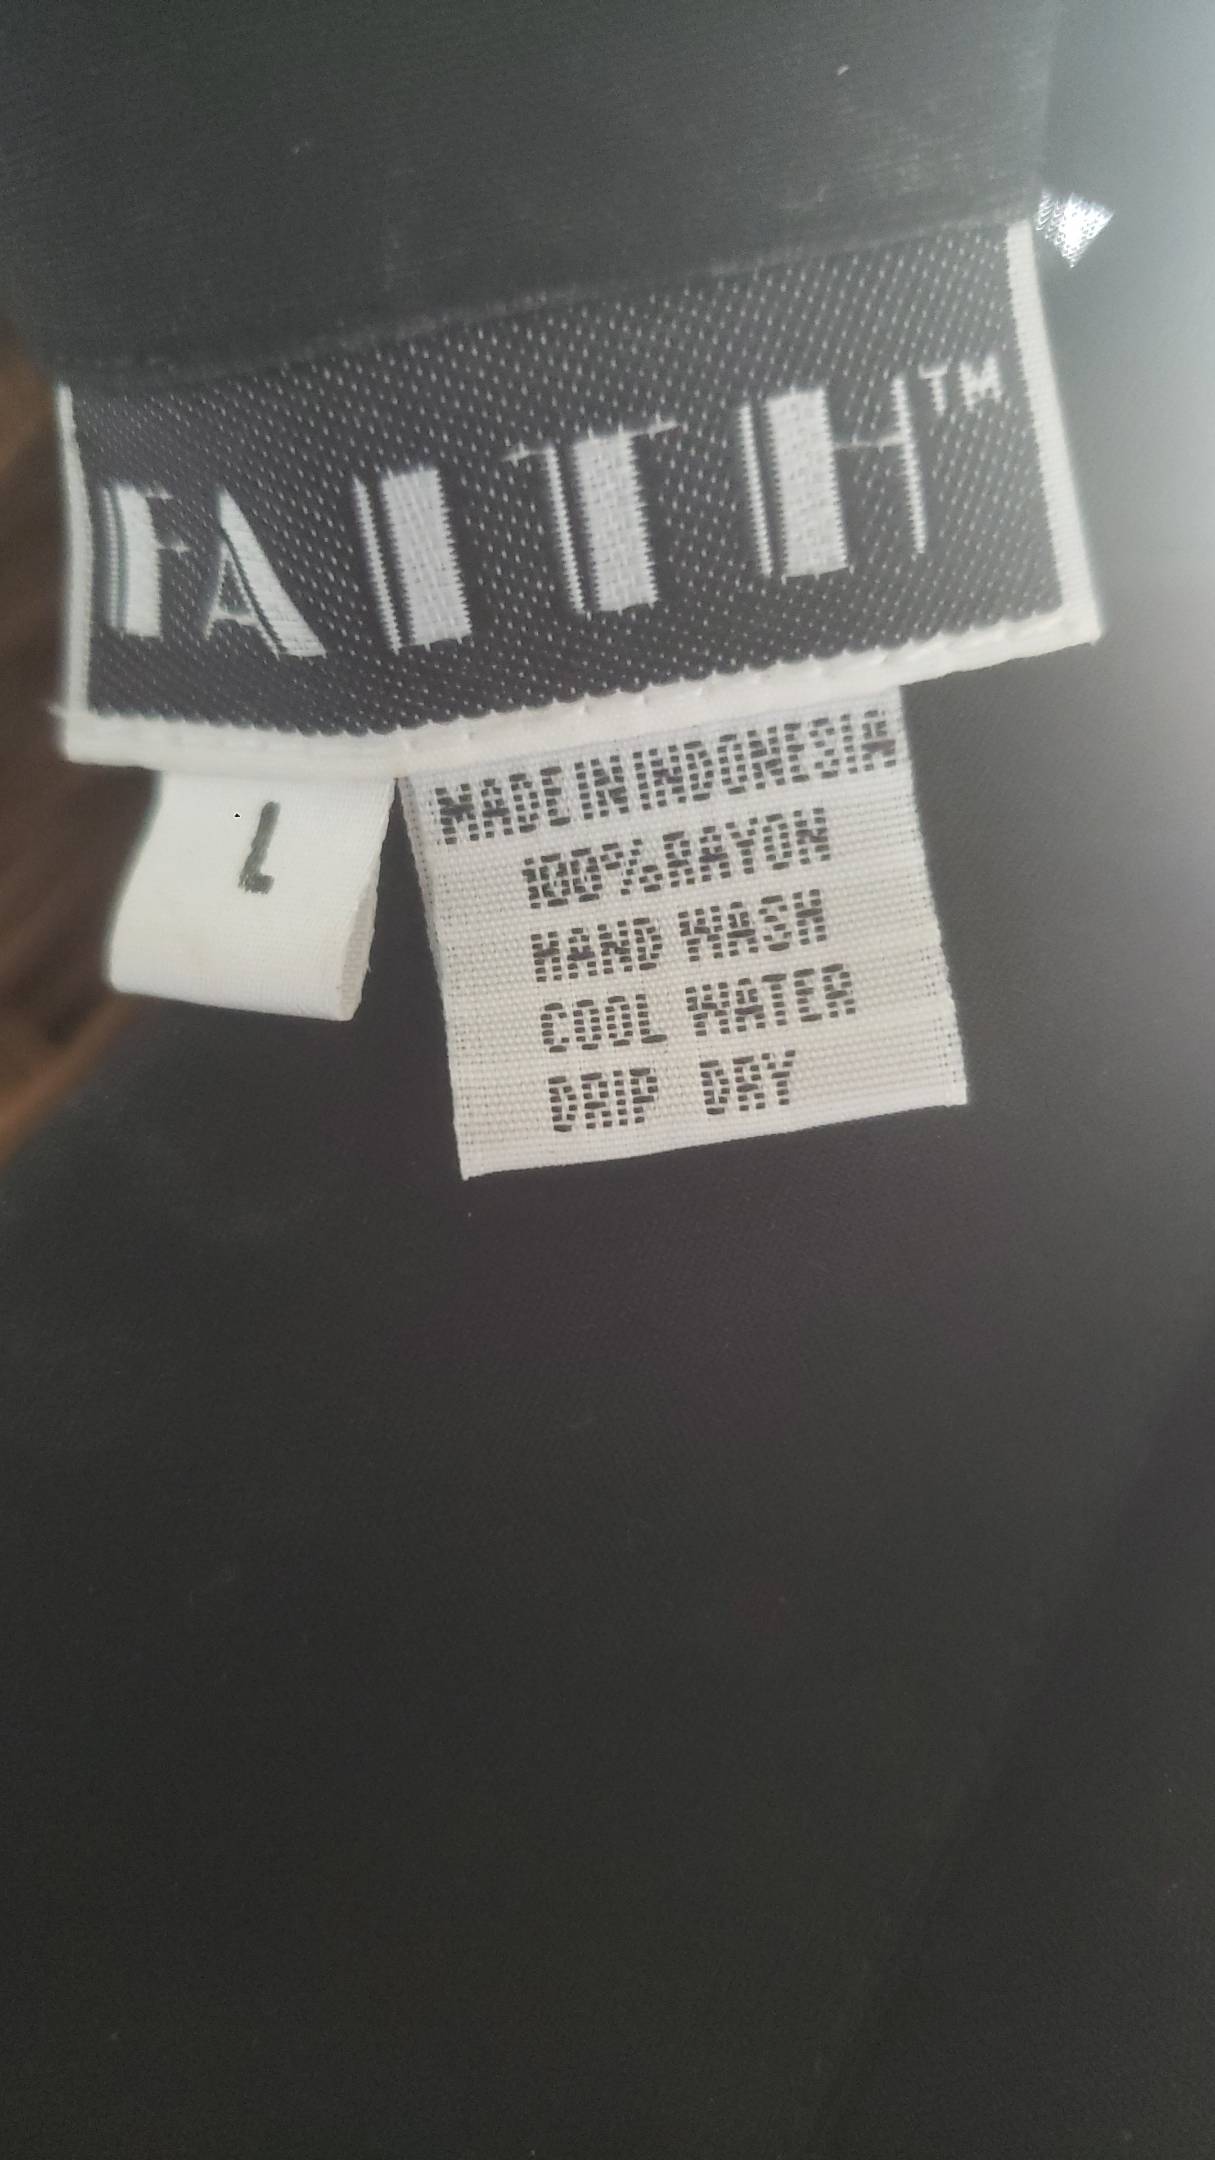 FAITH™
L
MADE IN INDONESIA
100% RAYON
HAND WASH
COOL WATER
DRIP DRY